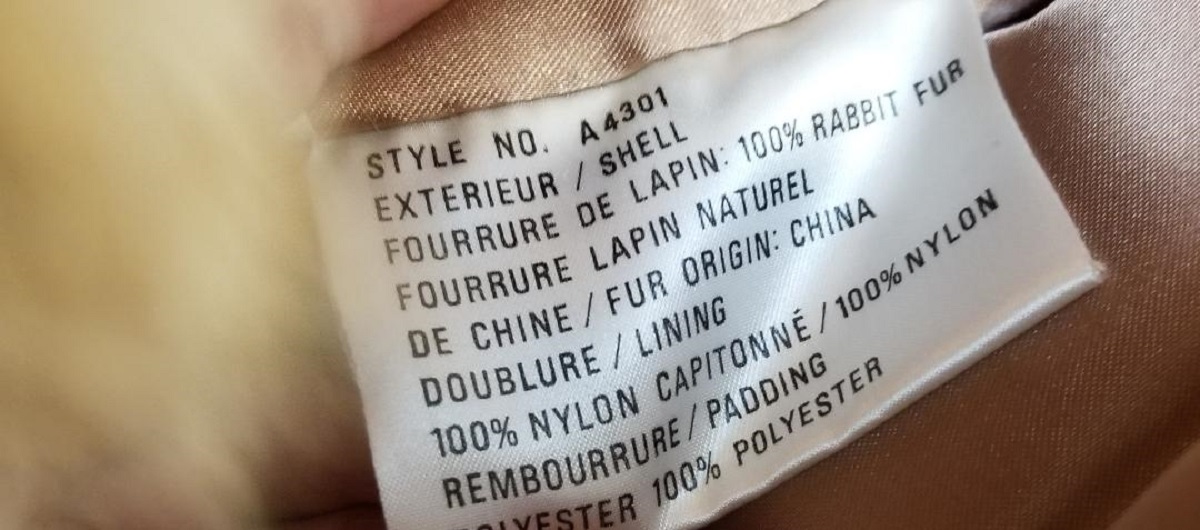 STYLE NO. A4301
EXTERIEUR / SHELL
FOURRURE DE LAPIN: 100% RABBIT FUR
FOURRURE LAPIN NATUREL
DE CHINE / FUR ORIGIN: CHINA
DOUBLURE / LINING
100% NYLON CAPITONNÉ / 100% NYLON
REMBOURRURE / PADDING
POLYESTER 100% POLYESTER